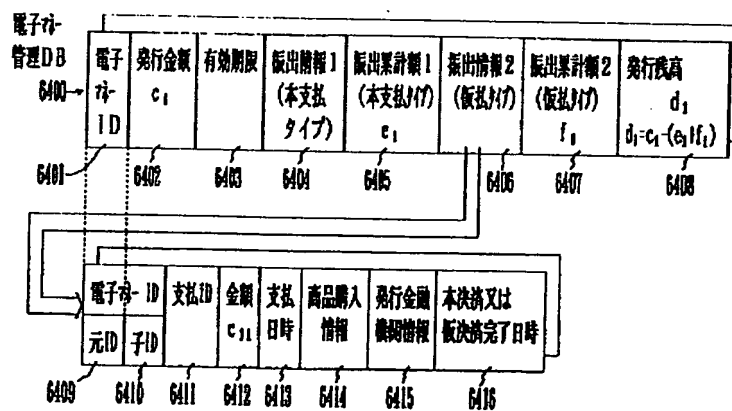 電子マネー
管理DB
6400
電子
マネー
ID
発行金額
c₁
有効期限
振出情報1
(本支払
タイプ)
振出累計額1
(本支払タイプ)
e₁
振出情報2
(仮払タイプ)
振出累計額2
(仮払タイプ)
f₁
発行残高
d₁
d₁=c₁-(e₁+f₁)
6401
6402
6403
6404
6405
6406
6407
6408
電子マネー ID
元ID
子ID
支払ID
金額
c₁₁
支払
日時
商品購入
情報
発行金融
機関情報
本決済又は
仮決済完了日時
6409
6410
6411
6412
6413
6414
6415
6416